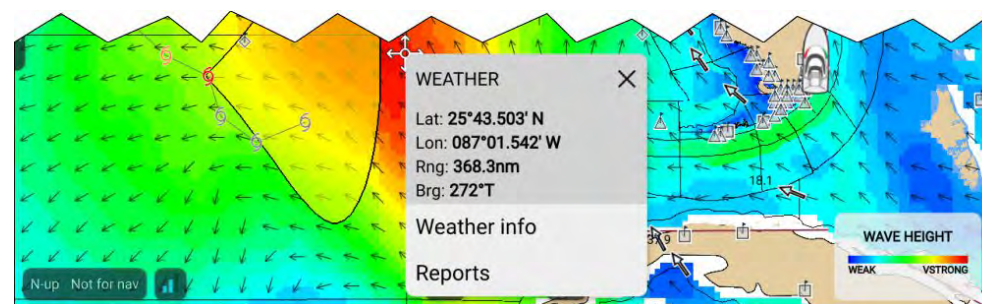 WEATHER
Lat: 25°43.503' N
Lon: 087°01.542' W
Rng: 368.3nm
Brg: 272°T
Weather info
Reports
18.1
WAVE HEIGHT
WEAK VSTRONG
N-up Not for nav